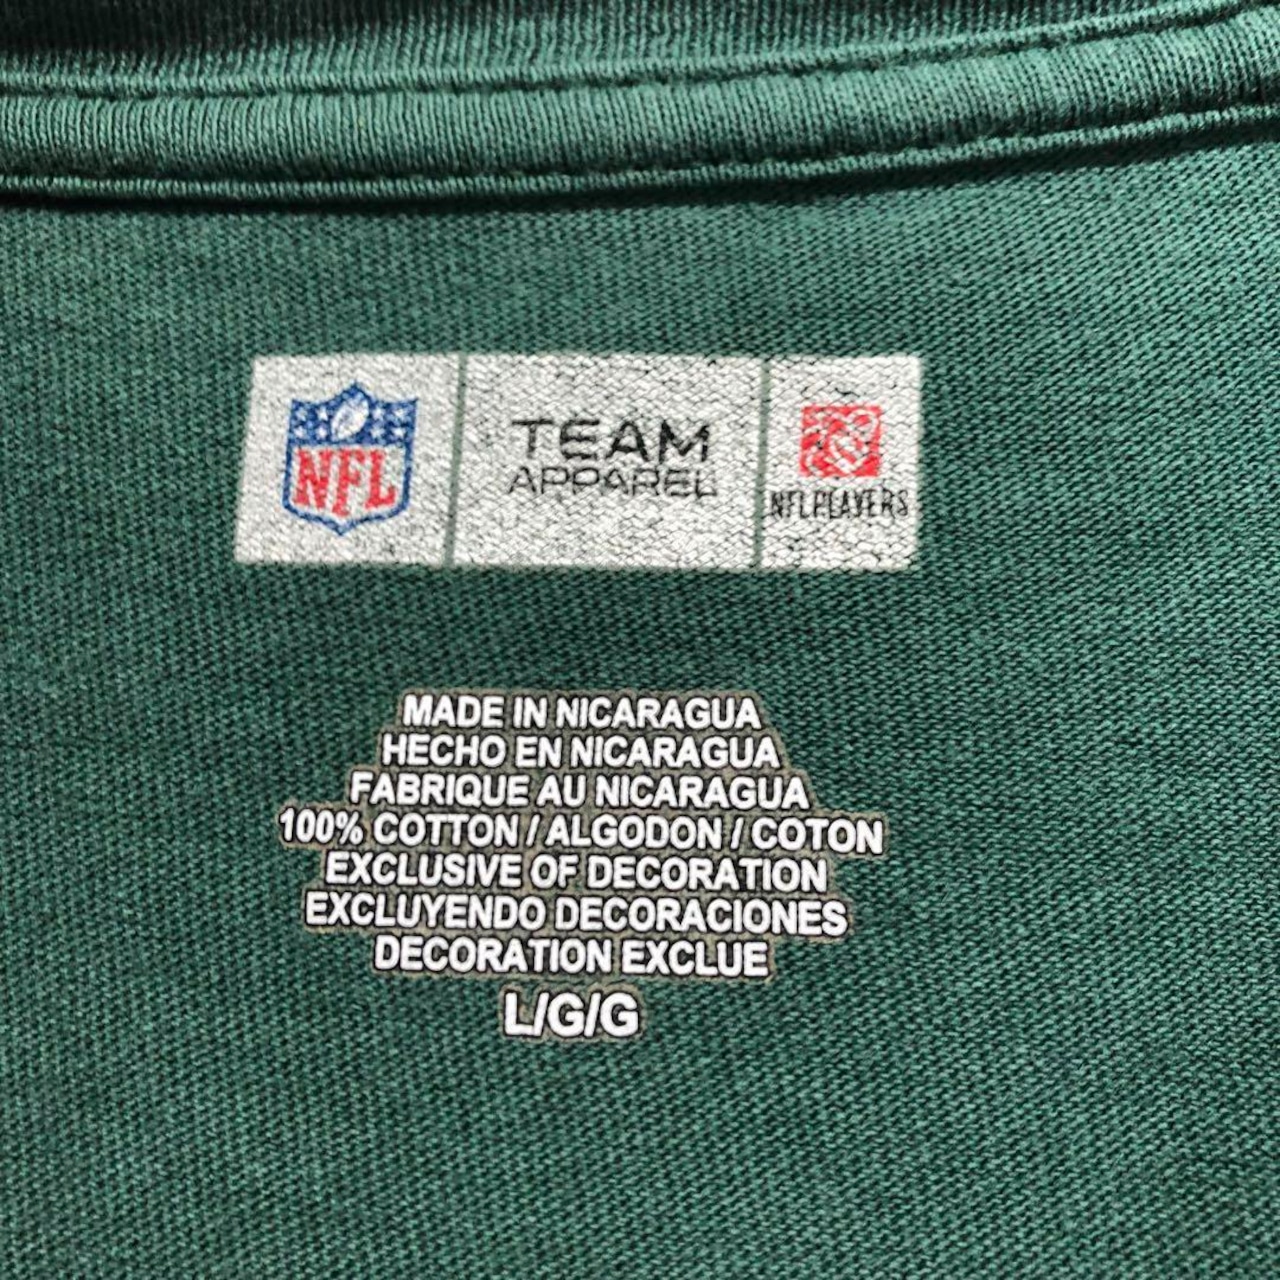 NFL
TEAM
APPAREL
NFLPLAYERS
MADE IN NICARAGUA
HECHO EN NICARAGUA
FABRIQUE AU NICARAGUA
100% COTTON / ALGODON / COTON
EXCLUSIVE OF DECORATION
EXCLUYENDO DECORACIONES
DECORATION EXCLUE
L/G/G